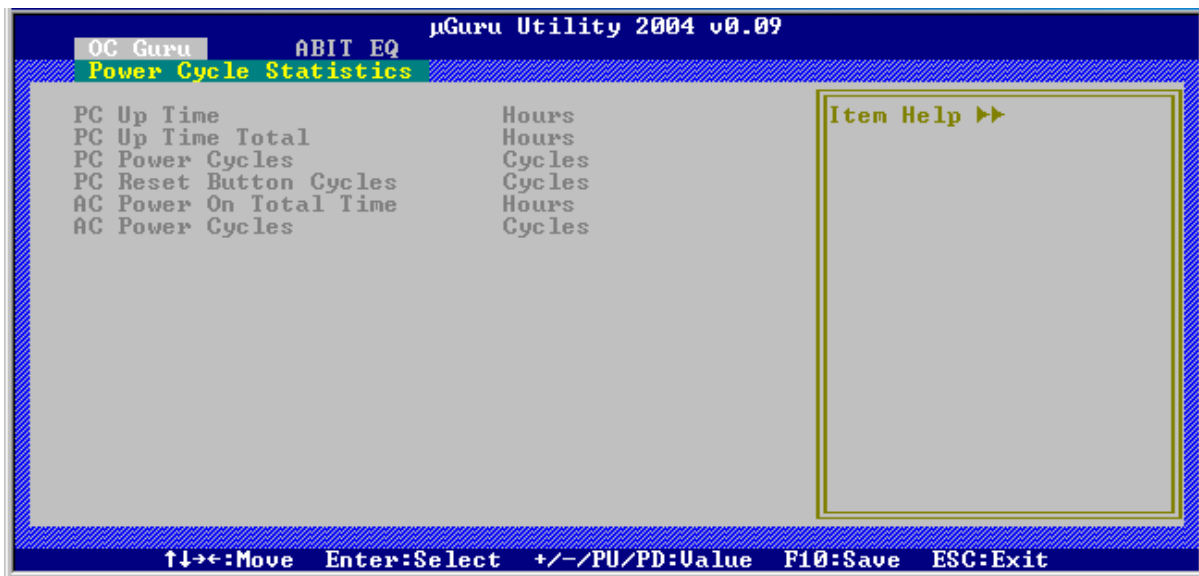 µGuru Utility 2004 v0.09
OC Guru ABIT EQ
Power Cycle Statistics
PC Up Time Hours
PC Up Time Total Hours
PC Power Cycles Cycles
PC Reset Button Cycles Cycles
AC Power On Total Time Hours
AC Power Cycles Cycles
Item Help ►►
↑↓→←:Move Enter:Select +/-/PU/PD:Value F10:Save ESC:Exit